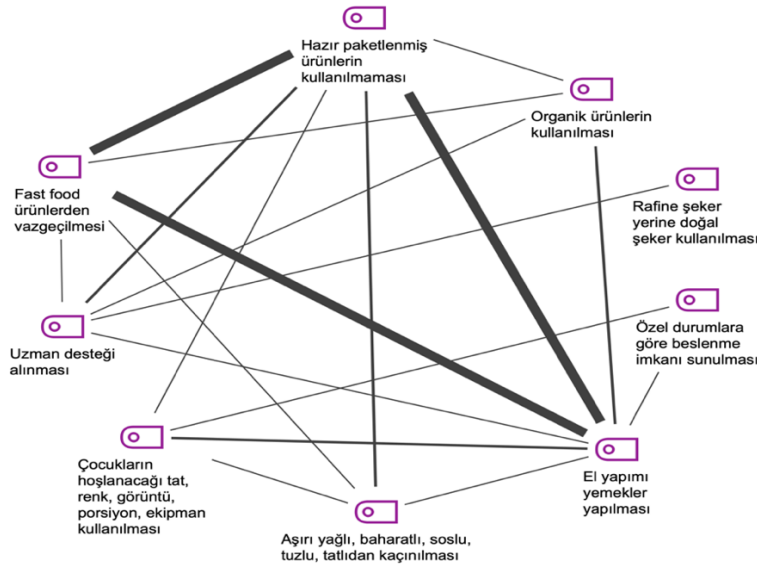 Hazır paketlenmiş
ürünlerin
kullanılmaması
Organik ürünlerin
kullanılması
Fast food
ürünlerden
vazgeçilmesi
Rafine şeker
yerine doğal
şeker kullanılması
Uzman desteği
alınması
Özel durumlara
göre beslenme
imkanı sunulması
Çocukların
hoşlanacağı tat,
renk, görüntü,
porsiyon, ekipman
kullanılması
El yapımı
yemekler
yapılması
Aşırı yağlı, baharatlı, soslu,
tuzlu, tatlıdan kaçınılması